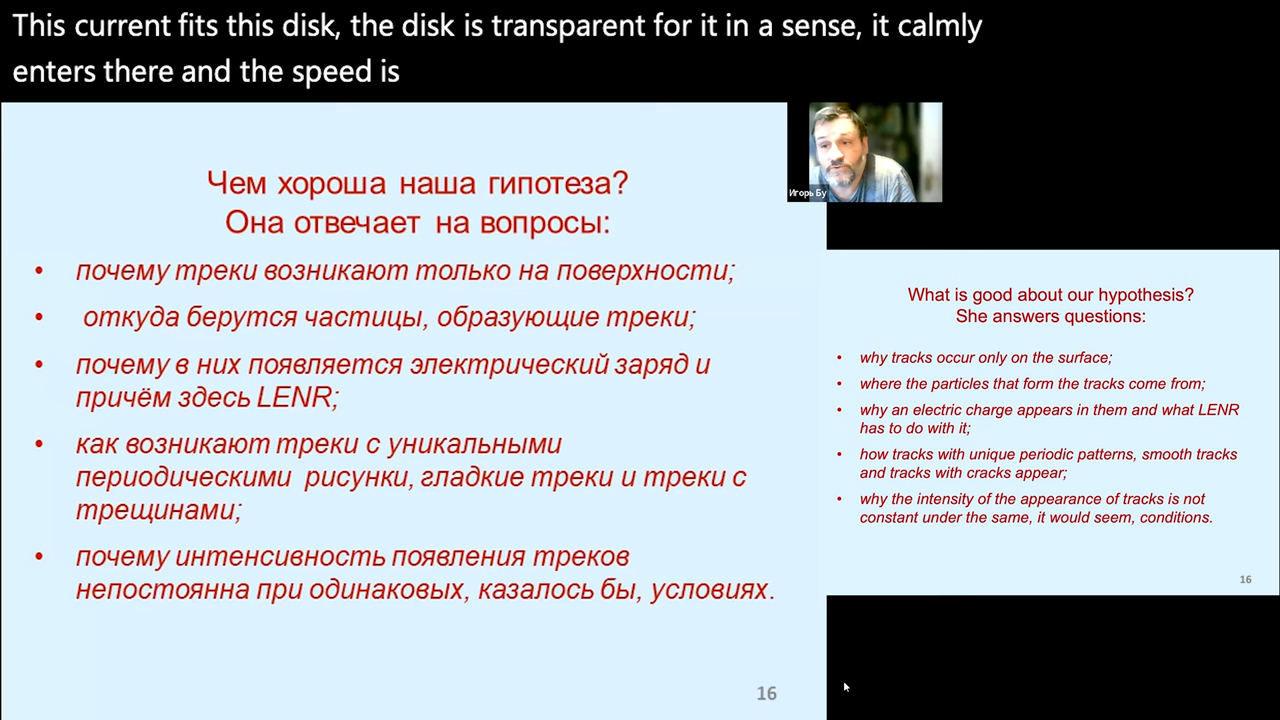 This current fits this disk, the disk is transparent for it in a sense, it calmly
enters there and the speed is
Чем хороша наша гипотеза?
Она отвечает на вопросы:
• почему треки возникают только на поверхности;
• откуда берутся частицы, образующие треки;
• почему в них появляется электрический заряд и
причём здесь LENR;
• как возникают треки с уникальными
периодическими рисунки, гладкие треки и треки с
трещинами;
• почему интенсивность появления треков
непостоянна при одинаковых, казалось бы, условиях.
16
Игорь Бу
What is good about our hypothesis?
She answers questions:
• why tracks occur only on the surface;
• where the particles that form the tracks come from;
• why an electric charge appears in them and what LENR
has to do with it;
• how tracks with unique periodic patterns, smooth tracks
and tracks with cracks appear;
• why the intensity of the appearance of tracks is not
constant under the same, it would seem, conditions.
16